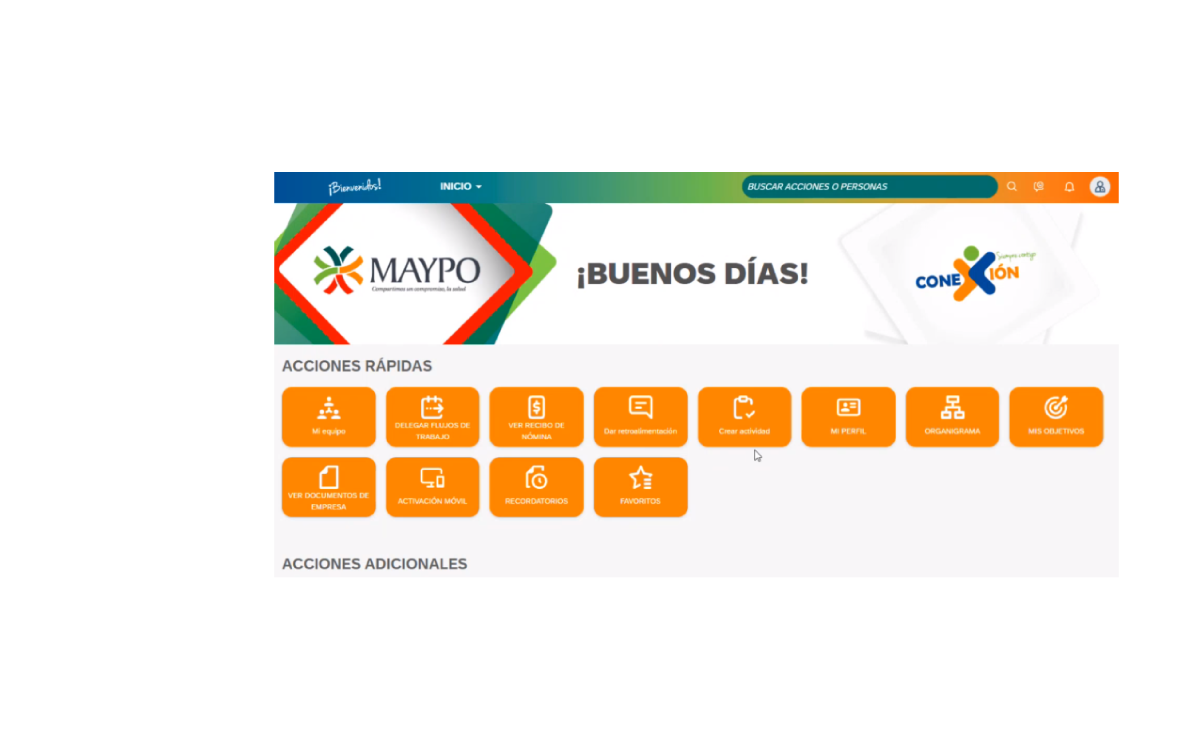 ¡Bienvenidos!
INICIO
BUSCAR ACCIONES O PERSONAS
MAYPO
Compartimos un compromiso, la salud
¡BUENOS DÍAS!
Siempre contigo
CONEXIÓN
ACCIONES RÁPIDAS
Mi equipo
DELEGAR FLUJOS DE
TRABAJO
VER RECIBO DE
NÓMINA
Dar retroalimentación
Crear actividad
MI PERFIL
ORGANIGRAMA
MIS OBJETIVOS
VER DOCUMENTOS DE
EMPRESA
ACTIVACIÓN MÓVIL
RECORDATORIOS
FAVORITOS
ACCIONES ADICIONALES